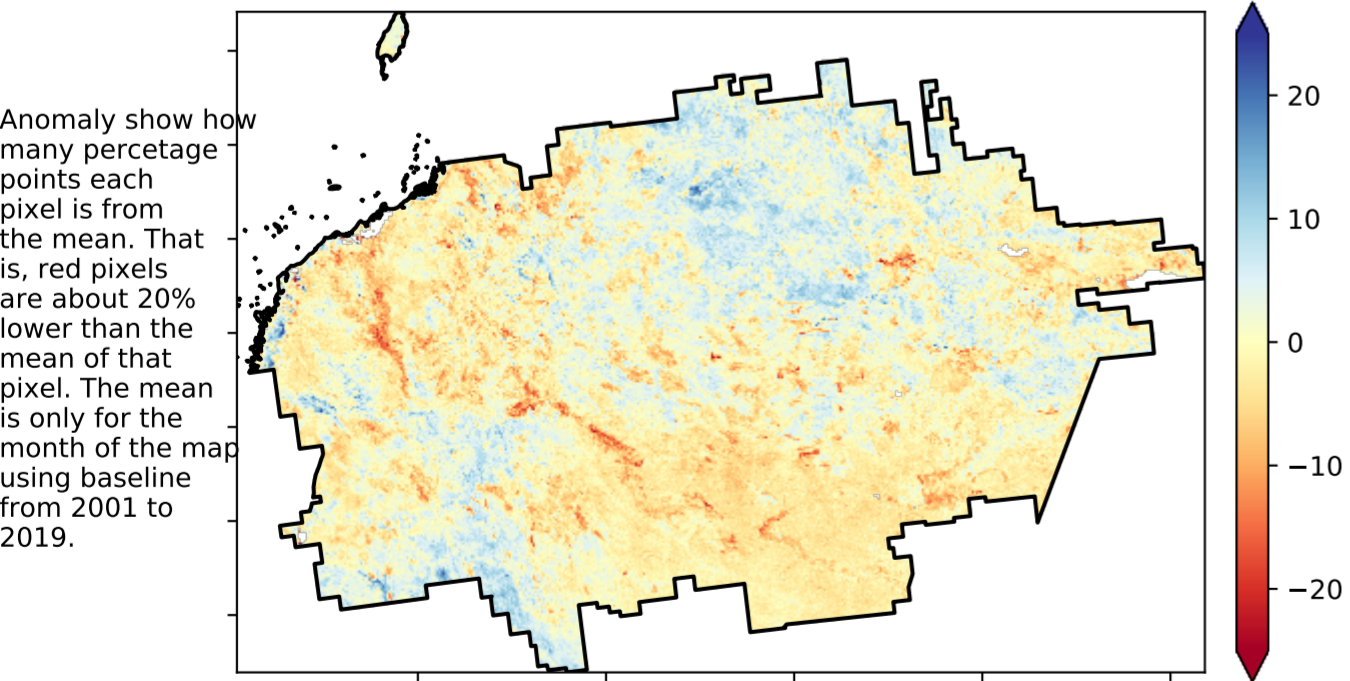 Anomaly show how
many percetage
points each
pixel is from
the mean. That
is, red pixels
are about 20%
lower than the
mean of that
pixel. The mean
is only for the
month of the map
using baseline
from 2001 to
2019.
20
10
0
−10
−20